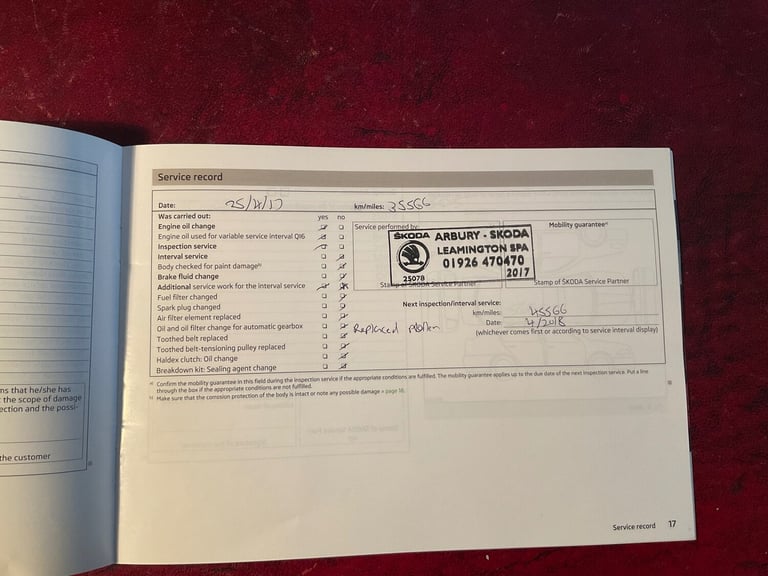 Service record
Date: 25/4/17 km/miles: 35566
Was carried out: yes no
Engine oil change
Engine oil used for variable service interval QI6
Inspection service
Interval service
Body checked for paint damage b)
Brake fluid change
Additional service work for the interval service
Fuel filter changed
Spark plug changed
Air filter element replaced
Oil and oil filter change for automatic gearbox
Toothed belt replaced
Toothed belt-tensioning pulley replaced
Haldex clutch: Oil change
Breakdown kit: Sealing agent change
Service performed by:
ŠKODA ARBURY - SKODA
LEAMINGTON SPA
01926 470470
25078 2017
Stamp of ŠKODA Service Partner
Mobility guarantee a)
Stamp of ŠKODA Service Partner
Next inspection/interval service:
km/miles: 45566
Date: 4/2018
(whichever comes first or according to service interval display)
Replaced pollen
a) Confirm the mobility guarantee in this field during the inspection service if the appropriate conditions are fulfilled. The mobility guarantee applies up to the due date of the next inspection service. Put a line
through the box if the appropriate conditions are not fulfilled.
b) Make sure that the corrosion protection of the body is intact or note any possible damage » page 16.
ns that he/she has
the scope of damage
ection and the possi-
the customer
Service record 17